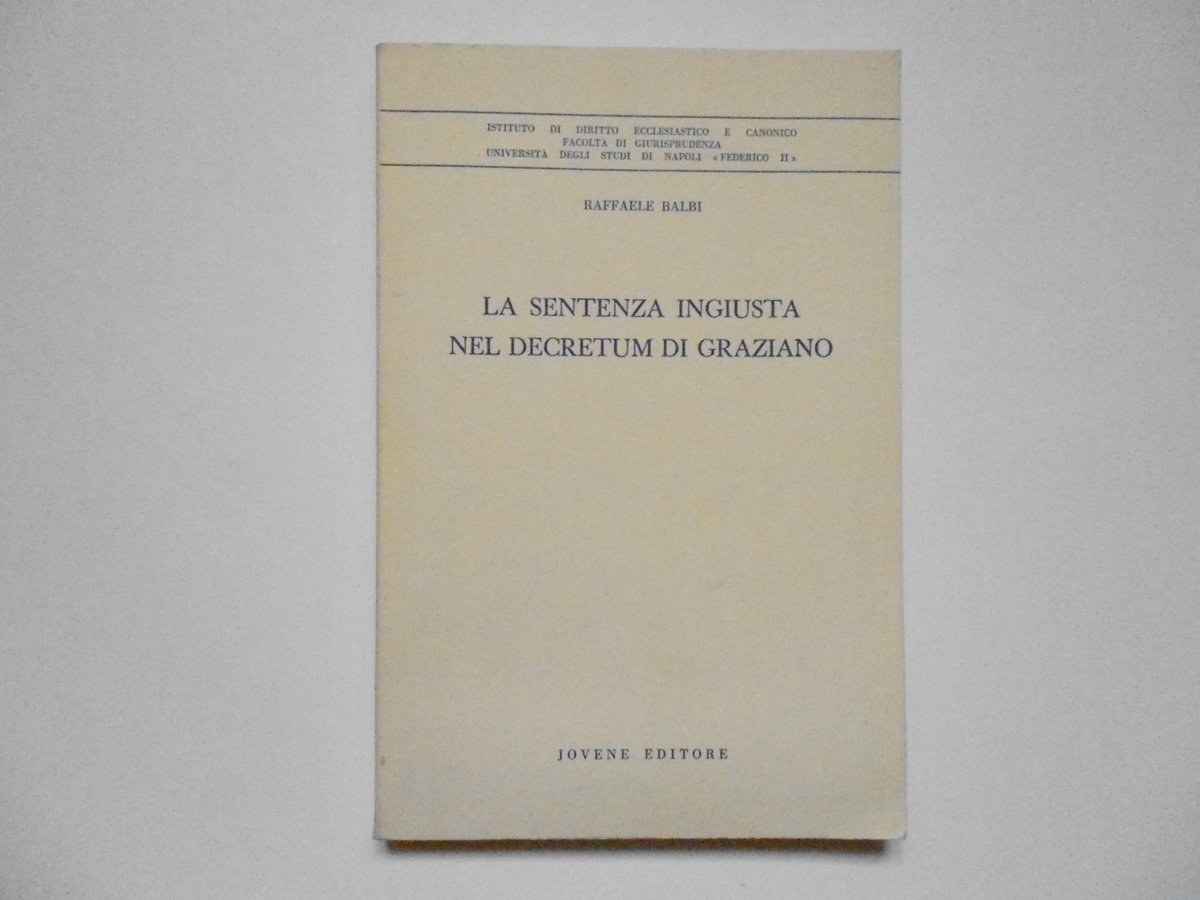 ISTITUTO DI DIRITTO ECCLESIASTICO E CANONICO
FACOLTÀ DI GIURISPRUDENZA
UNIVERSITÀ DEGLI STUDI DI NAPOLI « FEDERICO II »
RAFFAELE BALBI
LA SENTENZA INGIUSTA
NEL DECRETUM DI GRAZIANO
JOVENE EDITORE